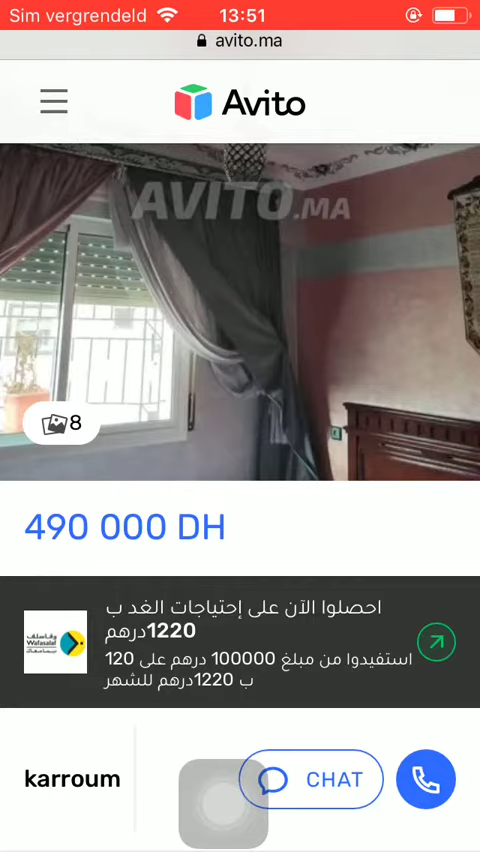 Sim vergrendeld
13:51
avito.ma
Avito
AVITO.MA
8
490 000 DH
احصلوا الآن على إحتياجات الغد ب
1220درهم
استفيدوا من مبلغ 100000 درهم على 120
ب 1220درهم للشهر
وفاسلف
Wafasalaf
karroum
CHAT